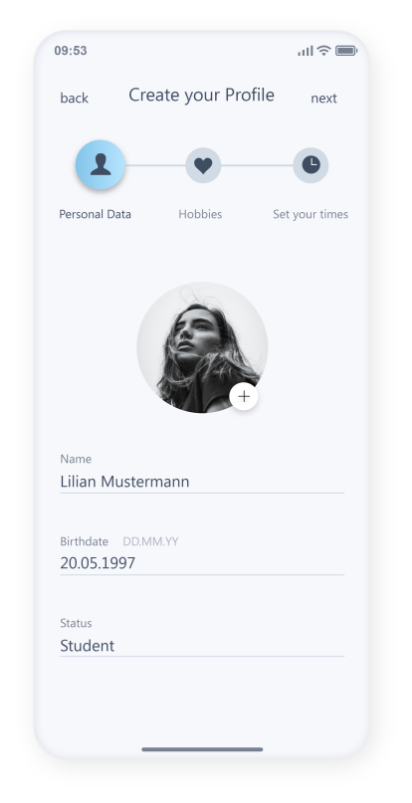 09:53
back Create your Profile next
Personal Data Hobbies Set your times
Name
Lilian Mustermann
Birthdate DD.MM.YY
20.05.1997
Status
Student